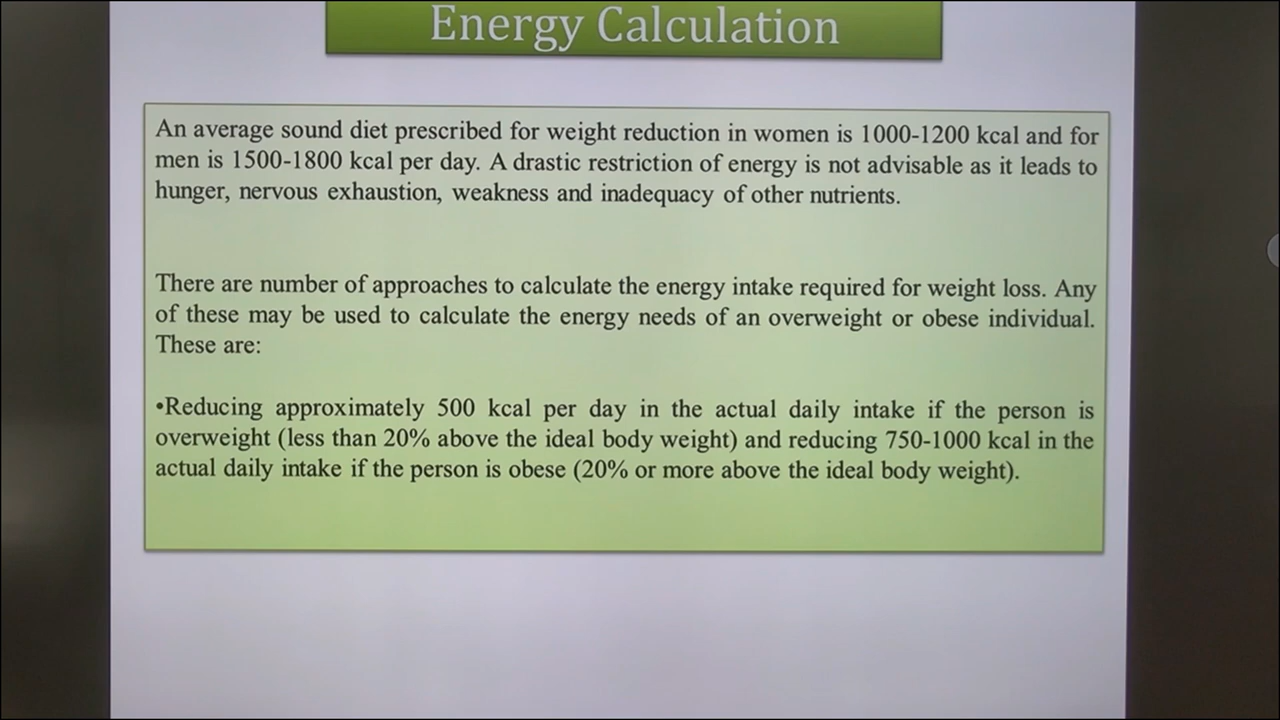 Energy Calculation
An average sound diet prescribed for weight reduction in women is 1000-1200 kcal and for
men is 1500-1800 kcal per day. A drastic restriction of energy is not advisable as it leads to
hunger, nervous exhaustion, weakness and inadequacy of other nutrients.
There are number of approaches to calculate the energy intake required for weight loss. Any
of these may be used to calculate the energy needs of an overweight or obese individual.
These are:
•Reducing approximately 500 kcal per day in the actual daily intake if the person is
overweight (less than 20% above the ideal body weight) and reducing 750-1000 kcal in the
actual daily intake if the person is obese (20% or more above the ideal body weight).